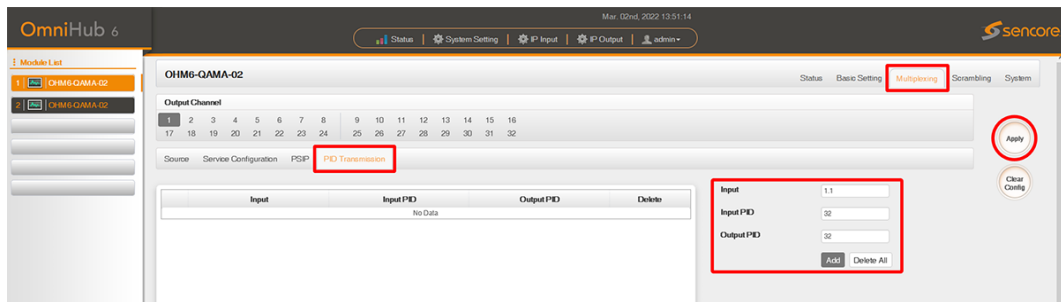 Mar. 02nd, 2022 13:51:14
OmniHub 6
Status | System Setting | IP Input | IP Output | admin
sencore
Module List
1 OHM6-QAMA-02
2 OHM6-QAMA-02
OHM6-QAMA-02
Status Basic Setting Multiplexing Scrambling System
Output Channel
1 2 3 4 5 6 7 8 9 10 11 12 13 14 15 16
17 18 19 20 21 22 23 24 25 26 27 28 29 30 31 32
Apply
Source Service Configuration PSIP PID Transmission
Clear
Config
Input Input PID Output PID Delete
No Data
Input 1.1
Input PID 32
Output PID 32
Add Delete All